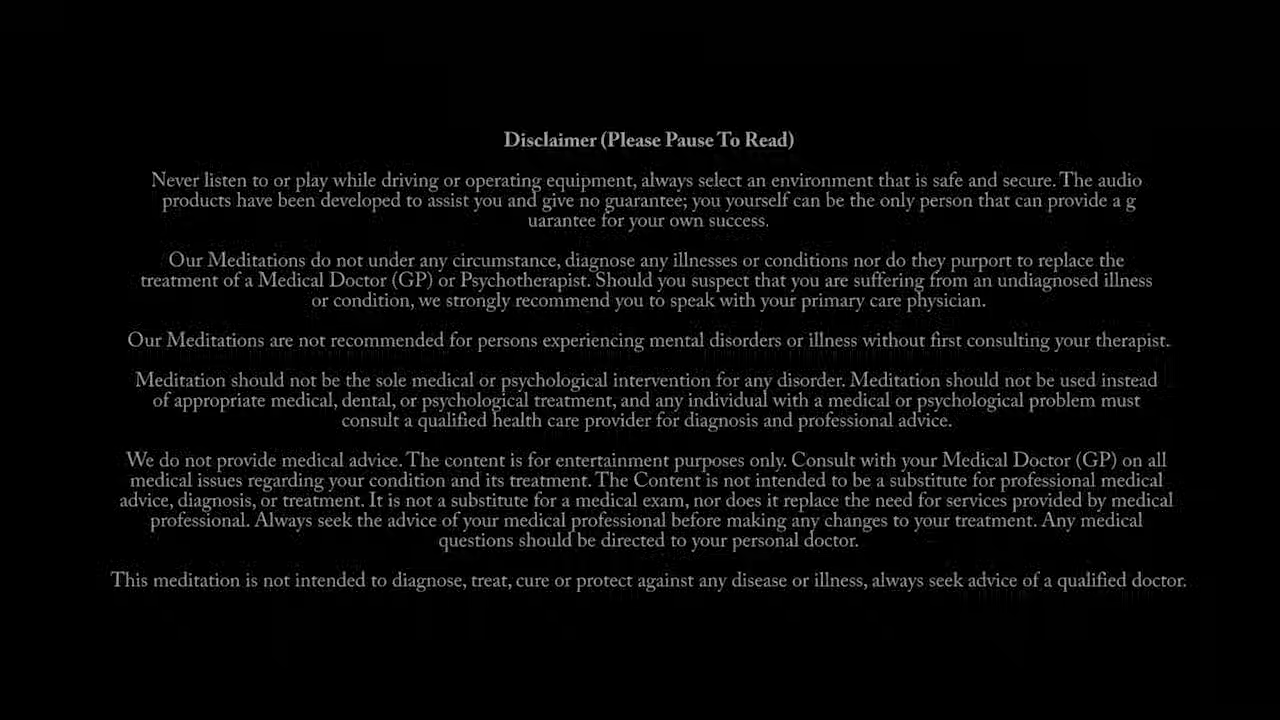 Disclaimer (Please Pause To Read)
Never listen to or play while driving or operating equipment, always select an environment that is safe and secure. The audio
products have been developed to assist you and give no guarantee; you yourself can be the only person that can provide a g
uarantee for your own success.
Our Meditations do not under any circumstance, diagnose any illnesses or conditions nor do they purport to replace the
treatment of a Medical Doctor (GP) or Psychotherapist. Should you suspect that you are suffering from an undiagnosed illness
or condition, we strongly recommend you to speak with your primary care physician.
Our Meditations are not recommended for persons experiencing mental disorders or illness without first consulting your therapist.
Meditation should not be the sole medical or psychological intervention for any disorder. Meditation should not be used instead
of appropriate medical, dental, or psychological treatment, and any individual with a medical or psychological problem must
consult a qualified health care provider for diagnosis and professional advice.
We do not provide medical advice. The content is for entertainment purposes only. Consult with your Medical Doctor (GP) on all
medical issues regarding your condition and its treatment. The Content is not intended to be a substitute for professional medical
advice, diagnosis, or treatment. It is not a substitute for a medical exam, nor does it replace the need for services provided by medical
professional. Always seek the advice of your medical professional before making any changes to your treatment. Any medical
questions should be directed to your personal doctor.
This meditation is not intended to diagnose, treat, cure or protect against any disease or illness, always seek advice of a qualified doctor.